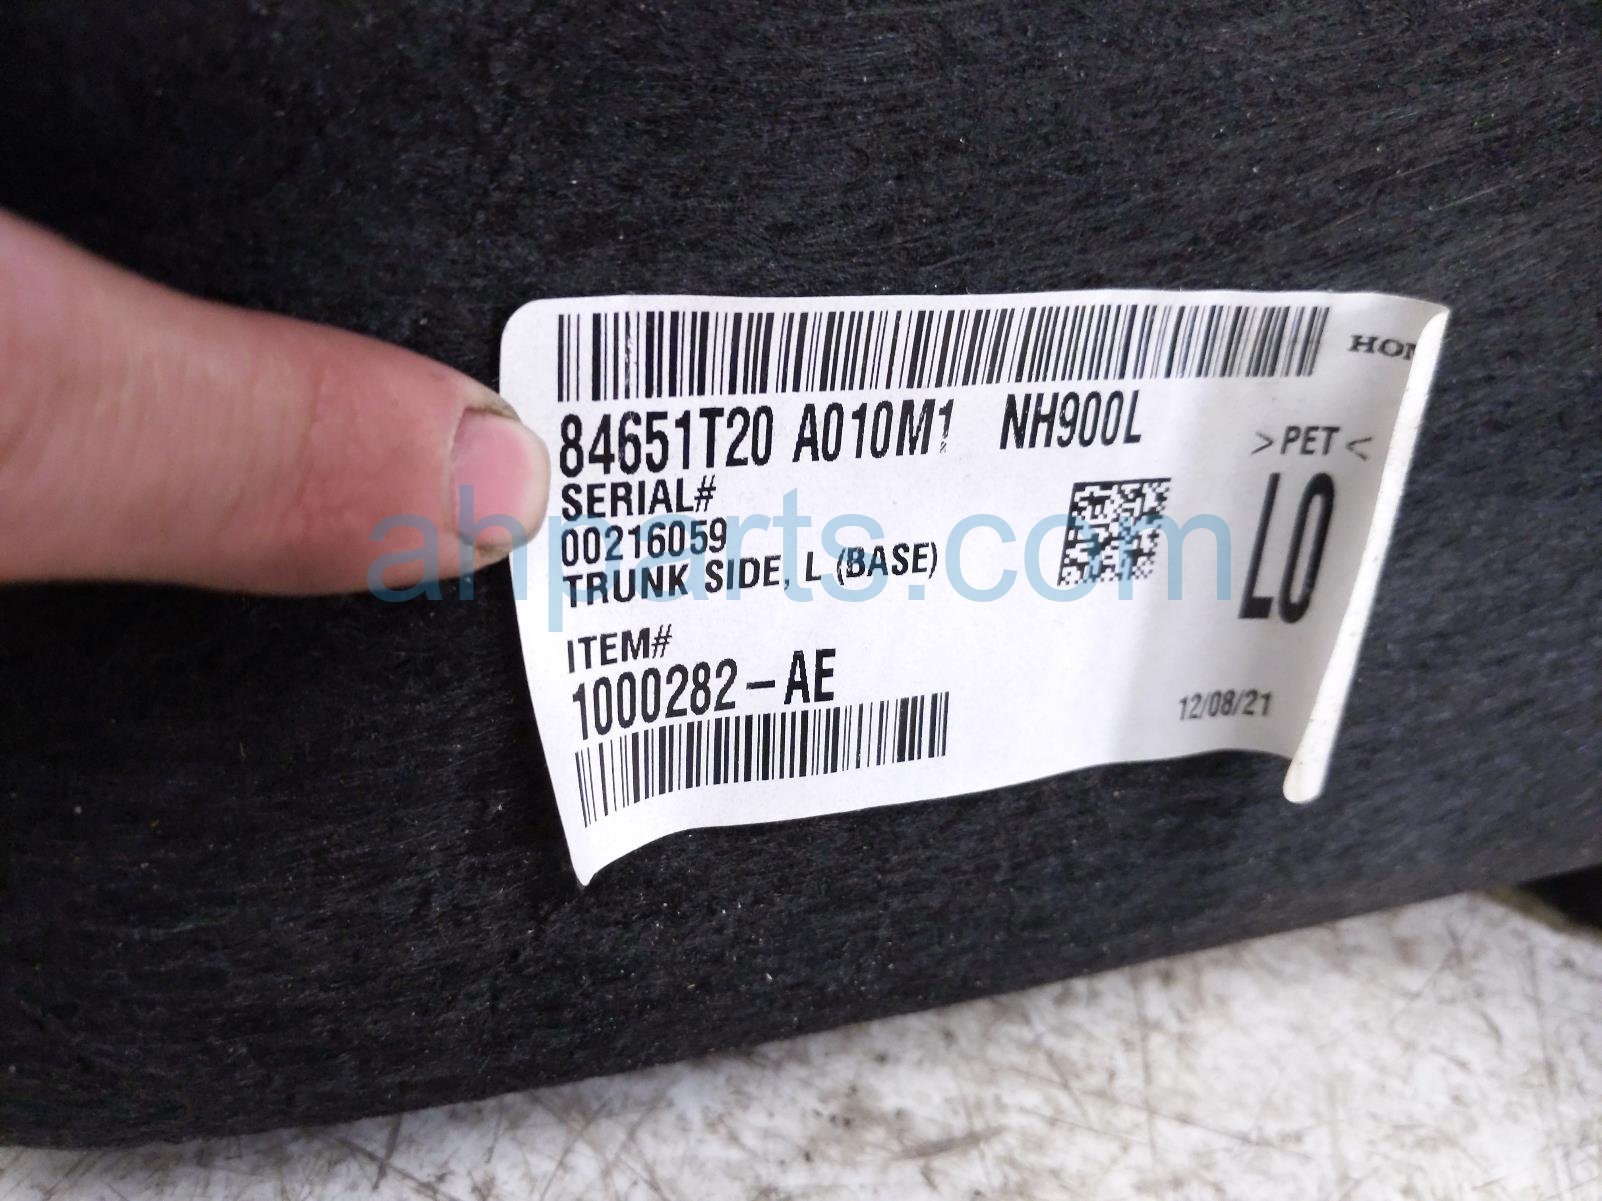 HON
84651T20 A010M1 NH900L
>PET<
SERIAL#
00216059
TRUNK SIDE, L (BASE)
LO
ITEM#
1000282-AE
12/08/21
ahparts.com